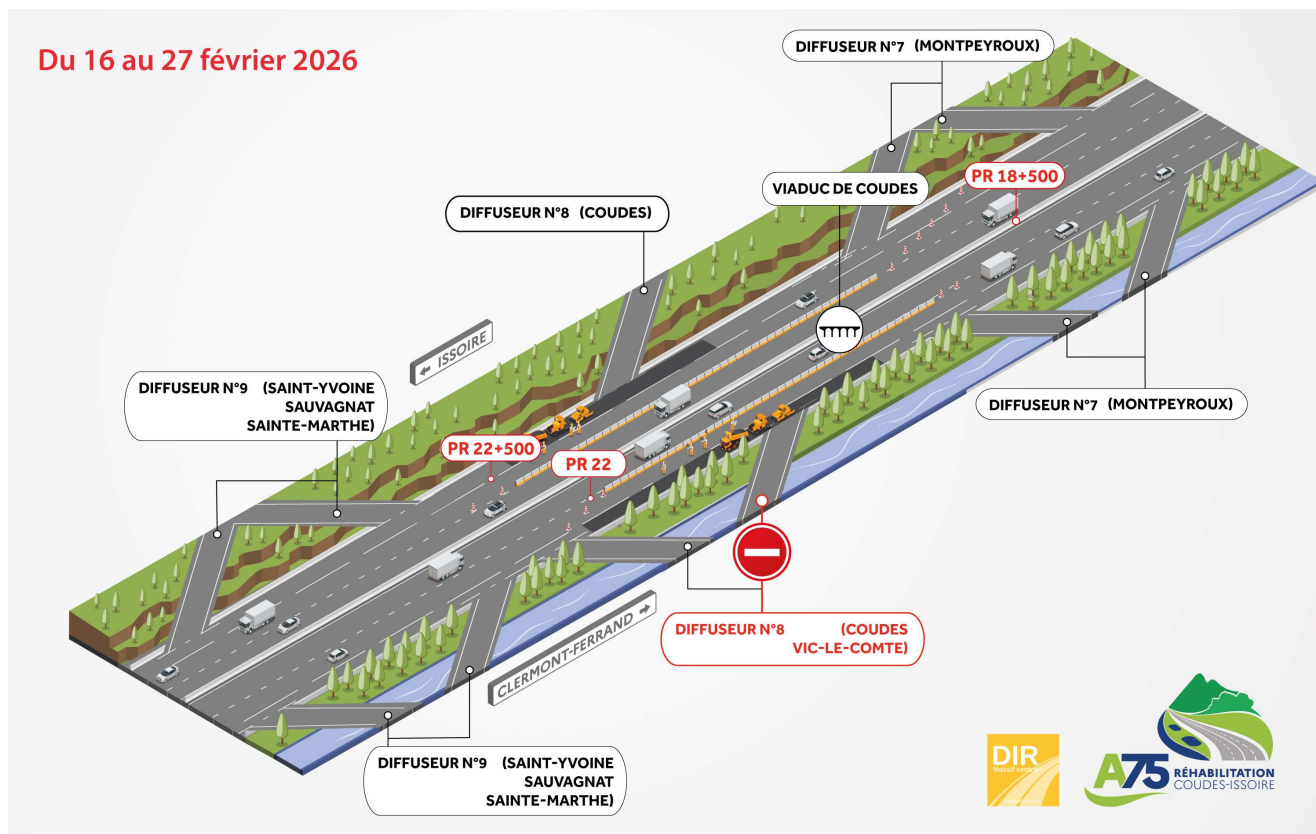 Du 16 au 27 février 2026
DIFFUSEUR N°7 (MONTPEYROUX)
VIADUC DE COUDES
PR 18+500
DIFFUSEUR N°8 (COUDES)
← ISSOIRE
DIFFUSEUR N°9 (SAINT-YVOINE
SAUVAGNAT
SAINTE-MARTHE)
DIFFUSEUR N°7 (MONTPEYROUX)
PR 22+500
PR 22
DIFFUSEUR N°8 (COUDES
VIC-LE-COMTE)
CLERMONT-FERRAND →
DIFFUSEUR N°9 (SAINT-YVOINE
SAUVAGNAT
SAINTE-MARTHE)
DIR
Massif central
A75 RÉHABILITATION
COUDES-ISSOIRE